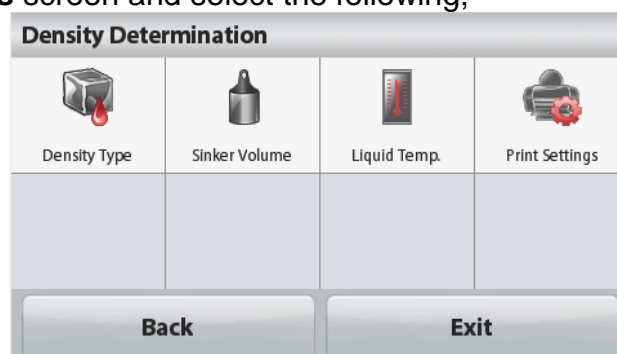 s screen and select the following;
Density Determination
Density Type
Sinker Volume
Liquid Temp.
Print Settings
Back
Exit